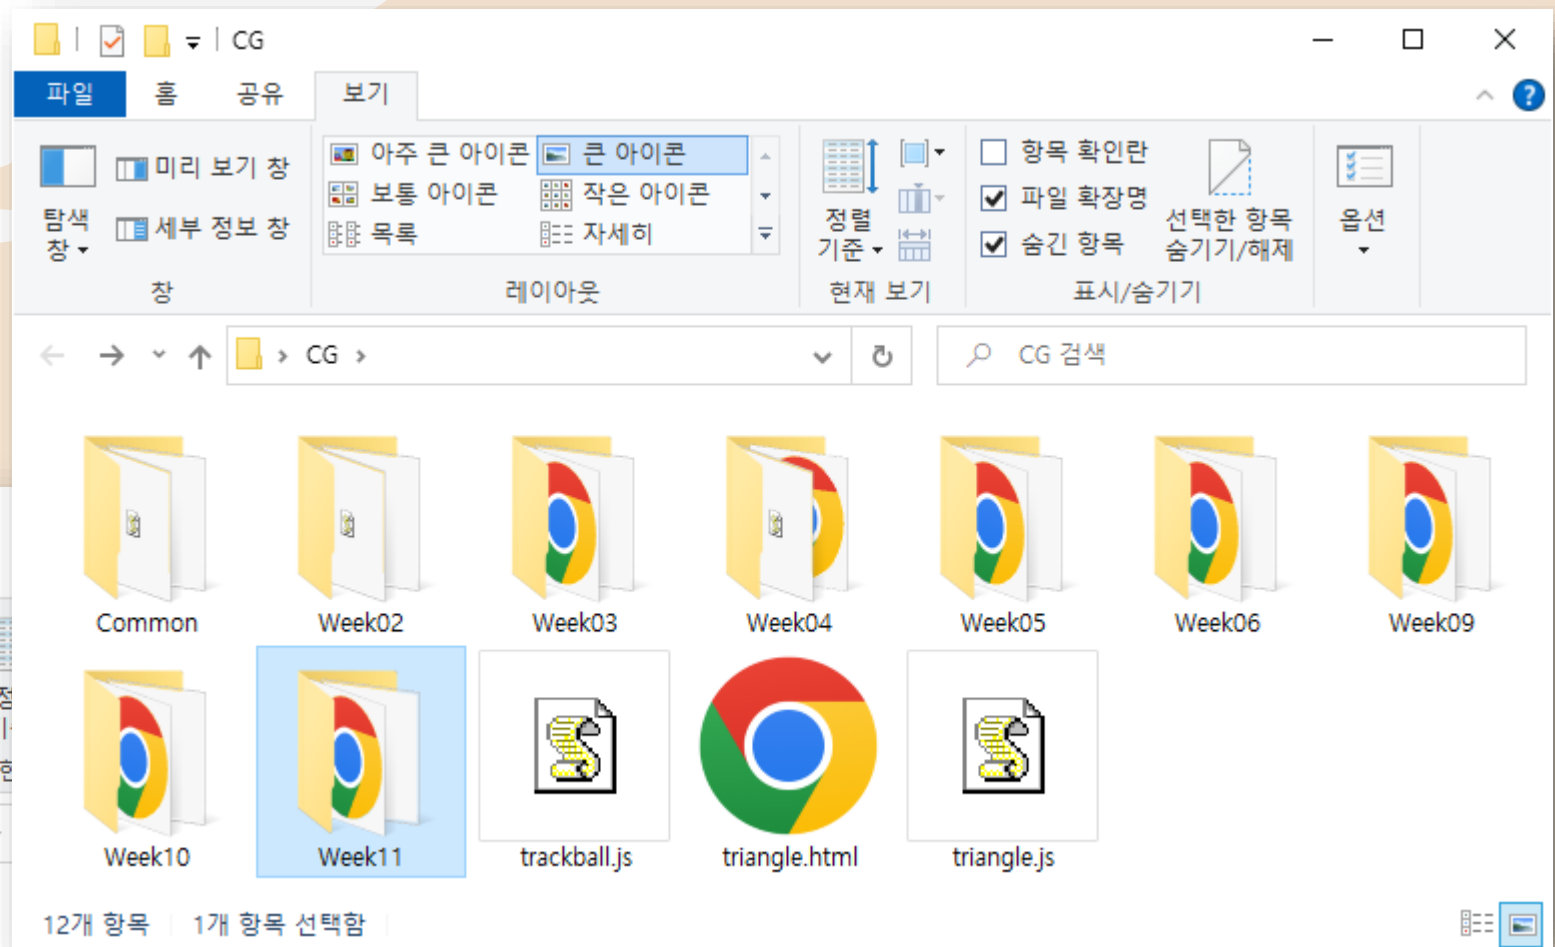 CG
파일 홈 공유 보기
미리 보기 창
세부 정보 창
탐색
창
창
아주 큰 아이콘 큰 아이콘
보통 아이콘 작은 아이콘
목록 자세히
레이아웃
정렬
기준
현재 보기
항목 확인란
파일 확장명
숨긴 항목
선택한 항목
숨기기/해제
표시/숨기기
옵션
CG
CG 검색
Common Week02 Week03 Week04 Week05 Week06 Week09
Week10 Week11 trackball.js triangle.html triangle.js
12개 항목 1개 항목 선택함